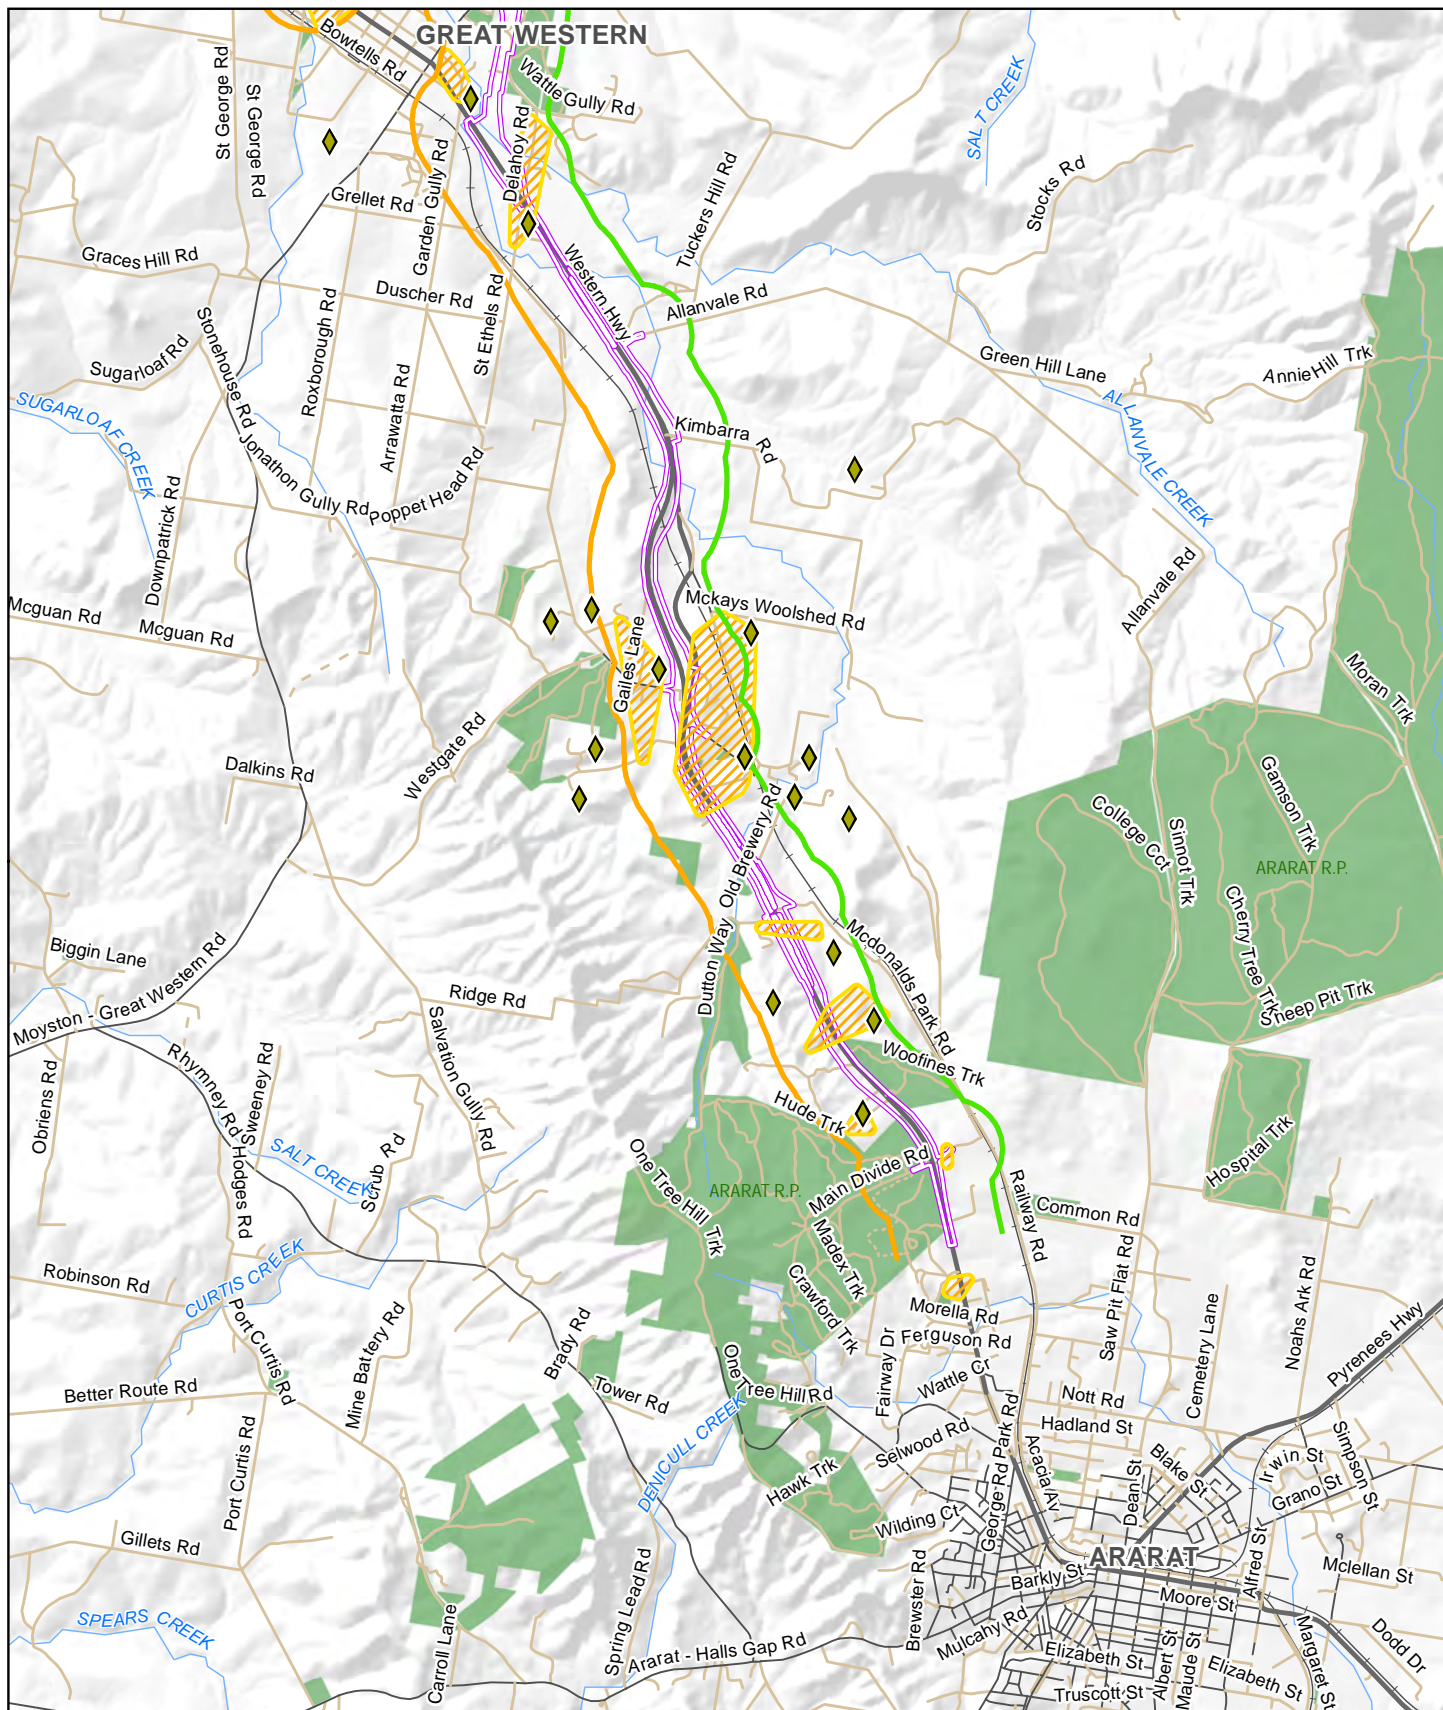 GREAT WESTERN
Bowtells Rd
St George Rd
St George Rd
Wattle Gully Rd
SALT CREEK
Delahoy Rd
Garden Gully Rd
Grellet Rd
Tuckers Hill Rd
Stocks Rd
Graces Hill Rd
Duscher Rd
Western Hwy
Allanvale Rd
Roxborough Rd
St Ethels Rd
Stonehouse Rd
Sugarloaf Rd
Arrawatta Rd
Green Hill Lane
Annie Hill Trk
SUGARLOAF CREEK
ALLANVALE CREEK
Kimbarra Rd
Jonathon Gully Rd
Poppet Head Rd
Downpatrick Rd
Allanvale Rd
Mcguan Rd
Mcguan Rd
Mckays Woolshed Rd
Gailes Lane
Moran Trk
Westgate Rd
Dalkins Rd
Gamson Trk
College Cct
Sinnot Trk
Old Brewery Rd
ARARAT R.P.
Cherry Tree Trk
Dutton Way
Mcdonalds Park Rd
Biggin Lane
Moyston - Great Western Rd
Ridge Rd
Sheep Pit Trk
Salvation Gully Rd
Woofines Trk
Rhymney Rd
Sweeney Rd
Obriens Rd
Hude Trk
Hospital Trk
SALT CREEK
Scrub Rd
One Tree Hill Trk
Main Divide Rd
ARARAT R.P.
Hodges Rd
Railway Rd
Common Rd
Madex Trk
Saw Pit Flat Rd
CURTIS CREEK
Robinson Rd
Crawford Trk
Port Curtis Rd
Morella Rd
Noahs Ark Rd
Cemetery Lane
Pyrenees Hwy
Mine Battery Rd
Brady Rd
Ferguson Rd
Fairway Dr
Wattle Cr
Better Route Rd
Tower Rd
One Tree Hill Rd
Nott Rd
Hadland St
DENICULL CREEK
Selwood Rd
Park Rd
Acacia Av
Simpson St
Port Curtis Rd
Blake St
Irwin St
Dean St
Grano St
Hawk Trk
George Rd
Wilding Ct
Gillets Rd
ARARAT
Alfred St
Mclellan St
Barkly St
Brewster Rd
Spring Lead Rd
Moore St
SPEARS CREEK
Carroll Lane
Mulcahy Rd
Margaret St
Dodd Dr
Ararat - Halls Gap Rd
Elizabeth St
Albert St
Maude St
Elizabeth St
Truscott St